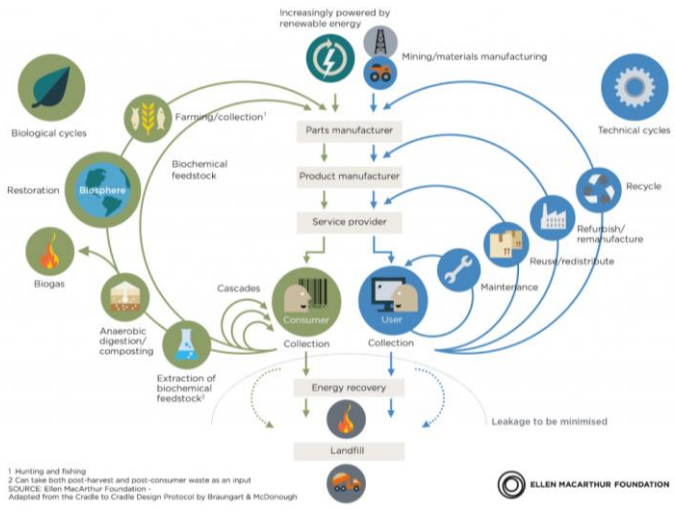 Increasingly powered by
renewable energy
Mining/materials manufacturing
Biological cycles
Farming/collection¹
Parts manufacturer
Technical cycles
Biochemical
feedstock
Product manufacturer
Restoration
Biosphere
Recycle
Service provider
Refurbish/
remanufacture
Reuse/redistribute
Biogas
Cascades
Maintenance
Consumer
User
Anaerobic
digestion/
composting
Collection
Collection
Extraction of
biochemical
feedstock²
Energy recovery
Leakage to be minimised
Landfill
1 Hunting and fishing
2 Can take both post-harvest and post-consumer waste as an input
SOURCE: Ellen MacArthur Foundation -
Adapted from the Cradle to Cradle Design Protocol by Braungart & McDonough
ELLEN MACARTHUR FOUNDATION